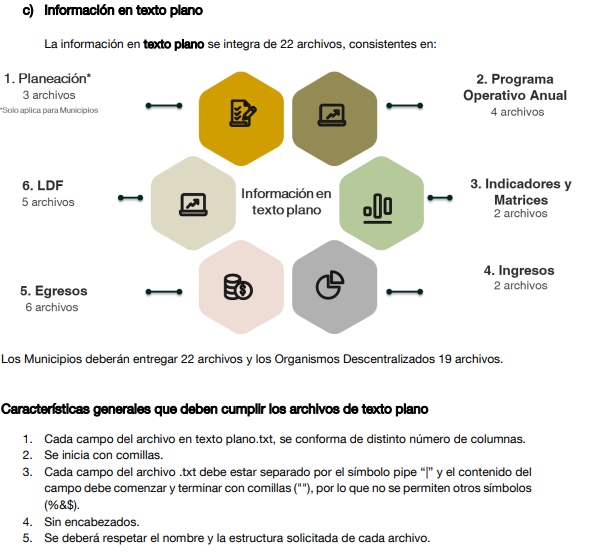 c) Información en texto plano
La información en texto plano se integra de 22 archivos, consistentes en:
1. Planeación*
3 archivos
*Solo aplica para Municipios
2. Programa
Operativo Anual
4 archivos
6. LDF
5 archivos
Información en
texto plano
3. Indicadores y
Matrices
2 archivos
5. Egresos
6 archivos
4. Ingresos
2 archivos
Los Municipios deberán entregar 22 archivos y los Organismos Descentralizados 19 archivos.
Características generales que deben cumplir los archivos de texto plano
1. Cada campo del archivo en texto plano.txt, se conforma de distinto número de columnas.
2. Se inicia con comillas.
3. Cada campo del archivo .txt debe estar separado por el símbolo pipe “|” y el contenido del
campo debe comenzar y terminar con comillas (""), por lo que no se permiten otros símbolos
(%&$).
4. Sin encabezados.
5. Se deberá respetar el nombre y la estructura solicitada de cada archivo.